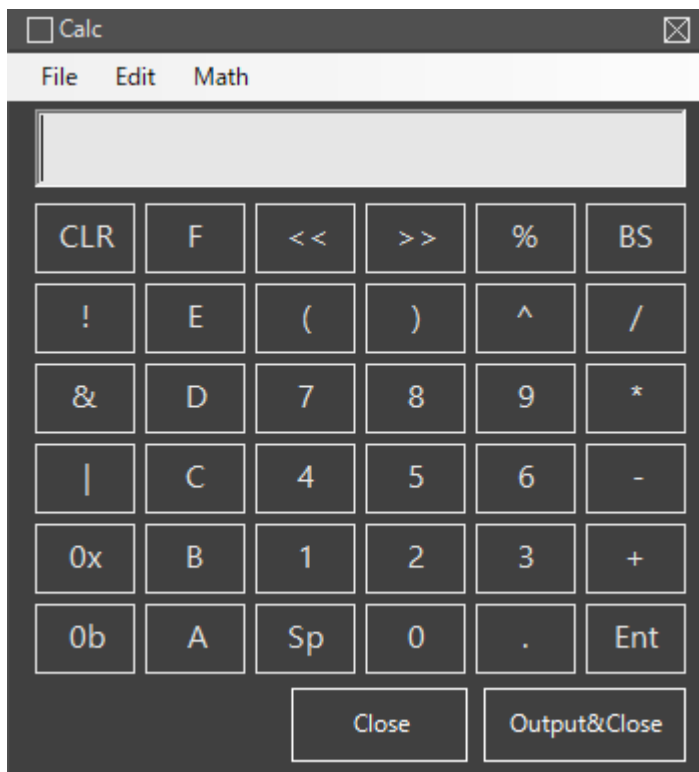 Calc
File Edit Math
CLR F << >> % BS
! E ( ) ^ /
& D 7 8 9 *
| C 4 5 6 -
0x B 1 2 3 +
0b A Sp 0 . Ent
Close Output&Close